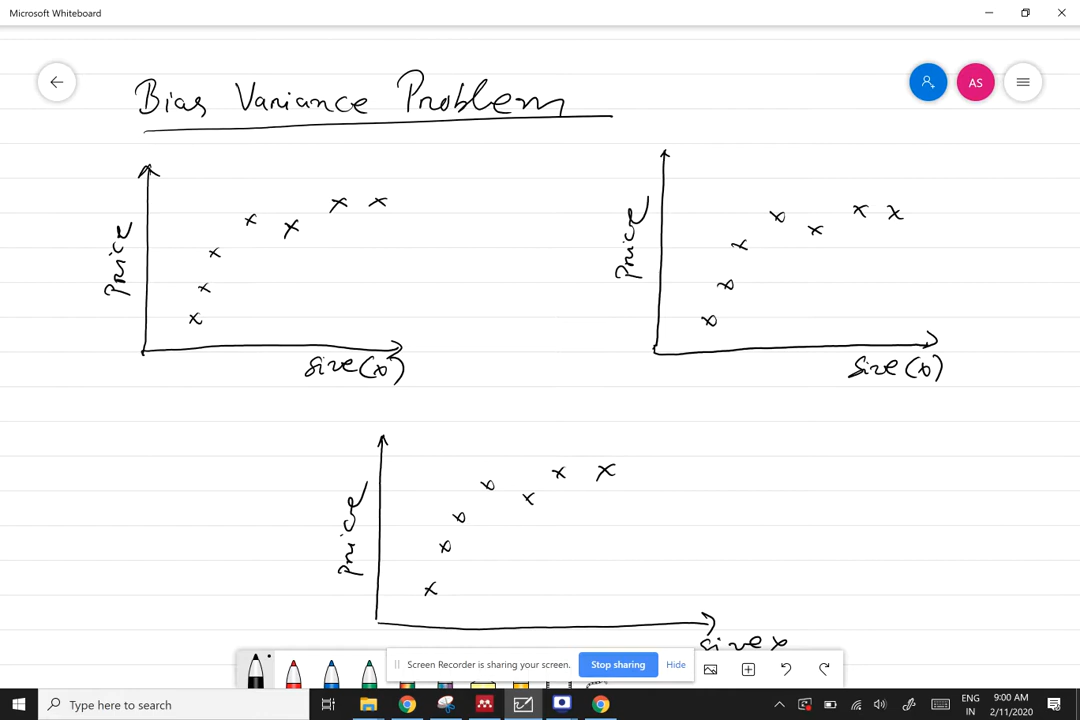 Microsoft Whiteboard
AS
Bias Variance Problem
Price
Size(x)
Price
Size(x)
Price
Size x
Screen Recorder is sharing your screen.
Stop sharing
Hide
Type here to search
ENG
IN
9:00 AM
2/11/2020